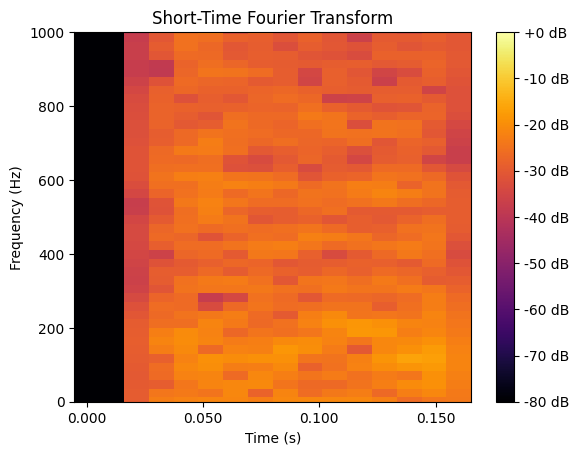 Short-Time Fourier Transform
1000
800
600
400
200
0
Frequency (Hz)
0.000
0.050
0.100
0.150
Time (s)
+0 dB
-10 dB
-20 dB
-30 dB
-40 dB
-50 dB
-60 dB
-70 dB
-80 dB